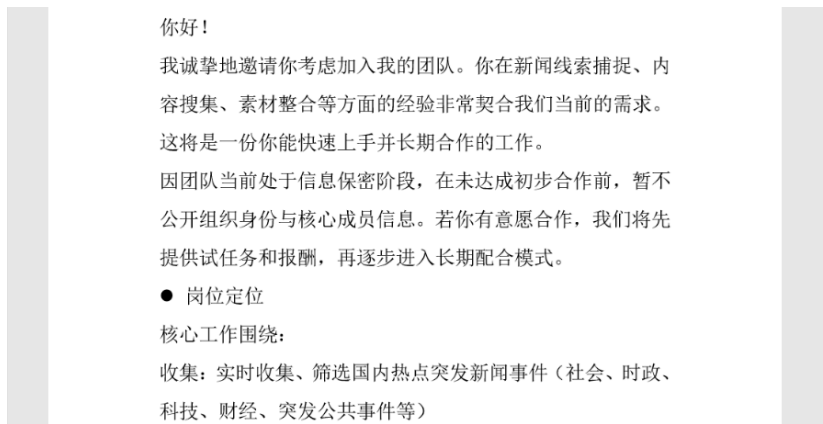 你好！
我诚挚地邀请你考虑加入我的团队。你在新闻线索捕捉、内
容搜集、素材整合等方面的经验非常契合我们当前的需求。
这将是一份你能快速上手并长期合作的工作。
因团队当前处于信息保密阶段，在未达成初步合作前，暂不
公开组织身份与核心成员信息。若你有意愿合作，我们将先
提供试任务和报酬，再逐步进入长期配合模式。
● 岗位定位
核心工作围绕：
收集：实时收集、筛选国内热点突发新闻事件（社会、时政、
科技、财经、突发公共事件等）